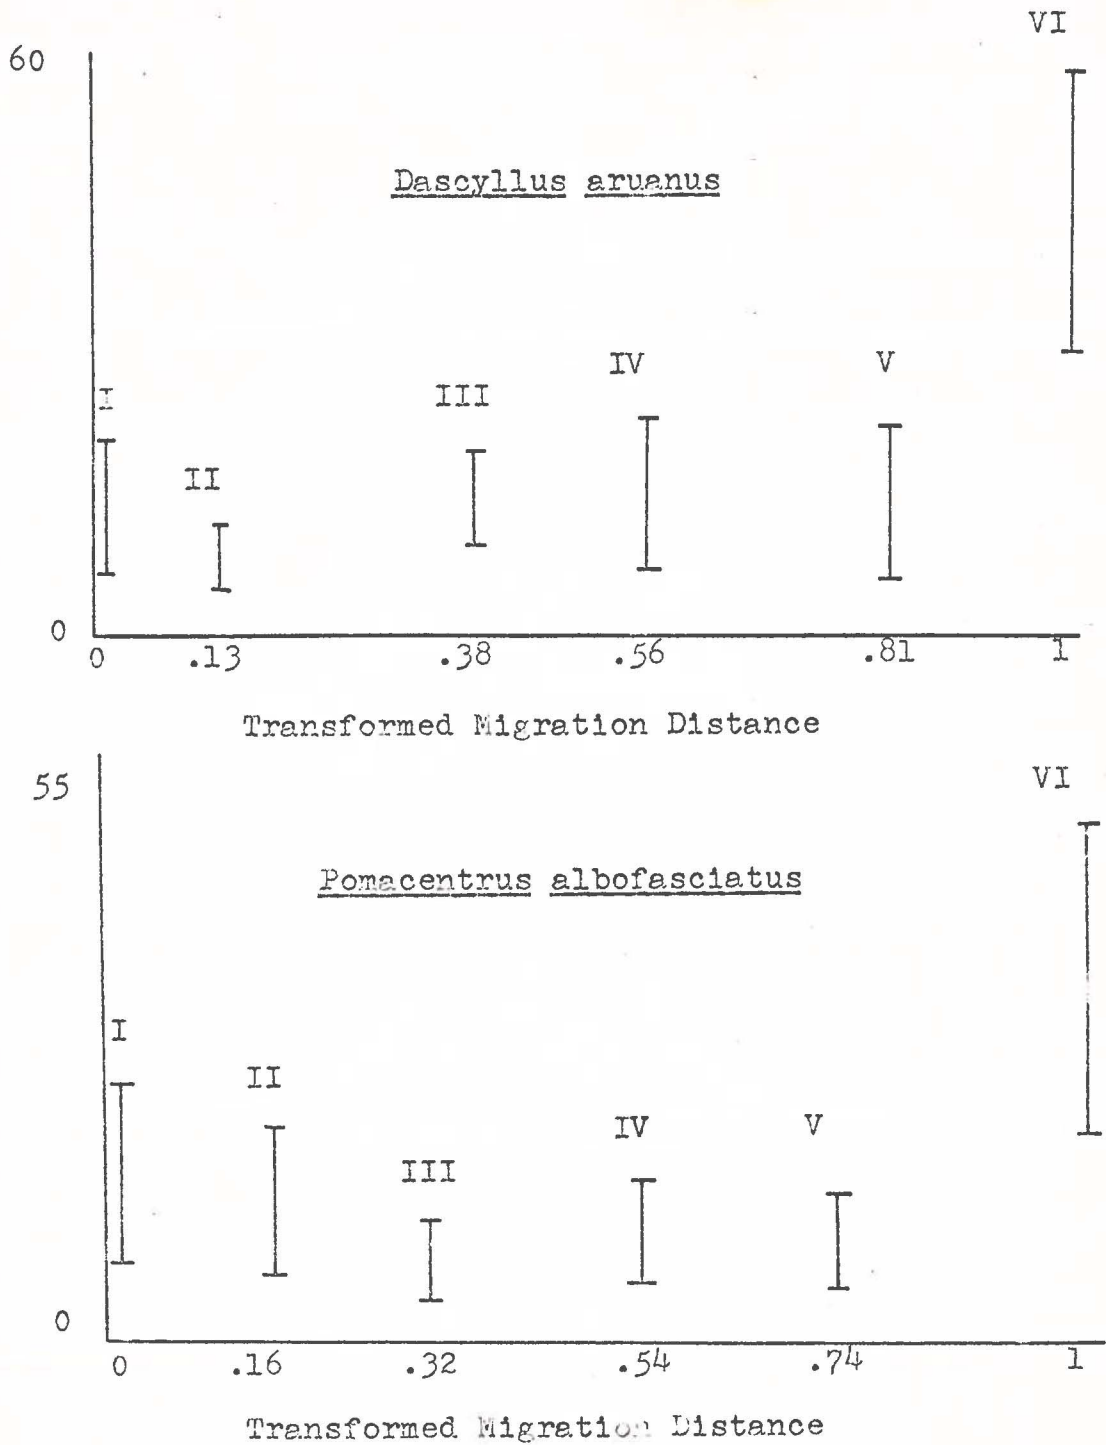 VI
60
Dascyllus aruanus
IV V
III
I
II
0
0 .13 .38 .56 .81 1
Transformed Migration Distance
55
VI
Pomacentrus albofasciatus
I
II
IV V
III
0
0 .16 .32 .54 .74 1
Transformed Migration Distance